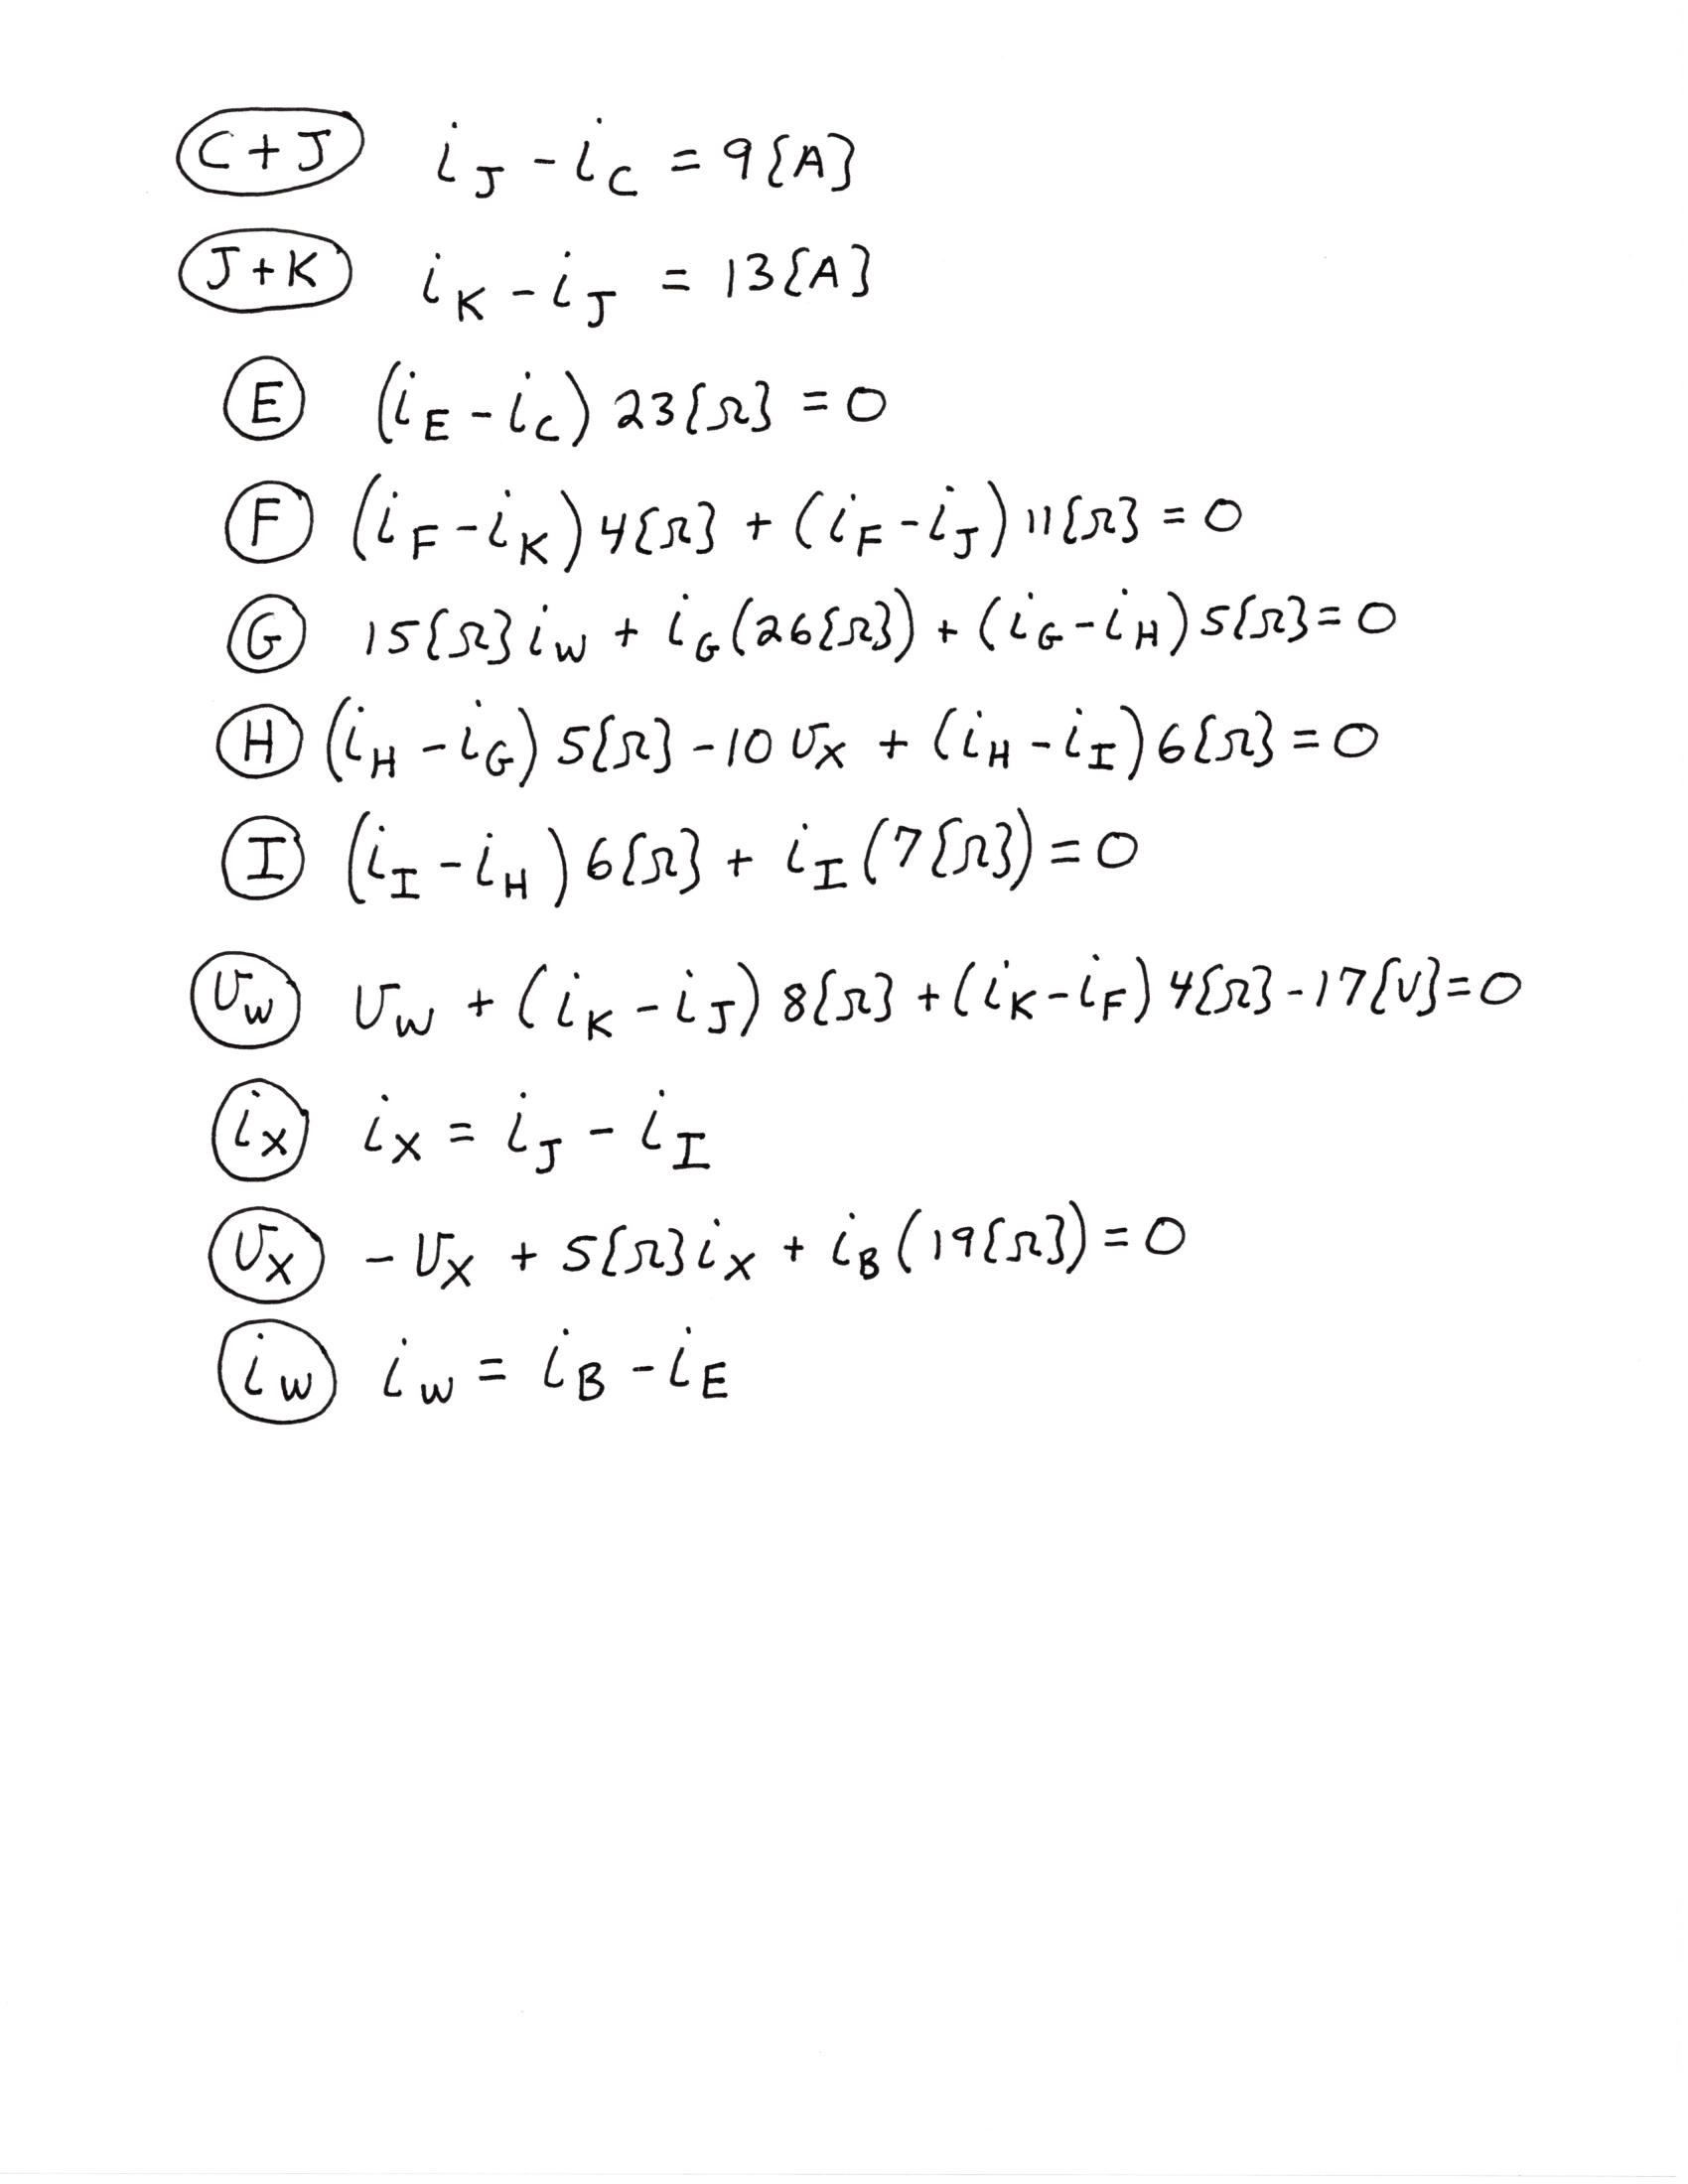 C+J i_J - i_C = 9{A}
J+K i_K - i_J = 13{A}
E (i_E - i_C) 23{Ω} = 0
F (i_F - i_K) 4{Ω} + (i_F - i_J) 11{Ω} = 0
G 15{Ω} i_W + i_G (26{Ω}) + (i_G - i_H) 5{Ω} = 0
H (i_H - i_G) 5{Ω} - 10 v_X + (i_H - i_I) 6{Ω} = 0
I (i_I - i_H) 6{Ω} + i_I (7{Ω}) = 0
v_W v_W + (i_K - i_J) 8{Ω} + (i_K - i_F) 4{Ω} - 17{V} = 0
i_X i_X = i_J - i_I
v_X - v_X + 5{Ω} i_X + i_B (19{Ω}) = 0
i_W i_W = i_B - i_E